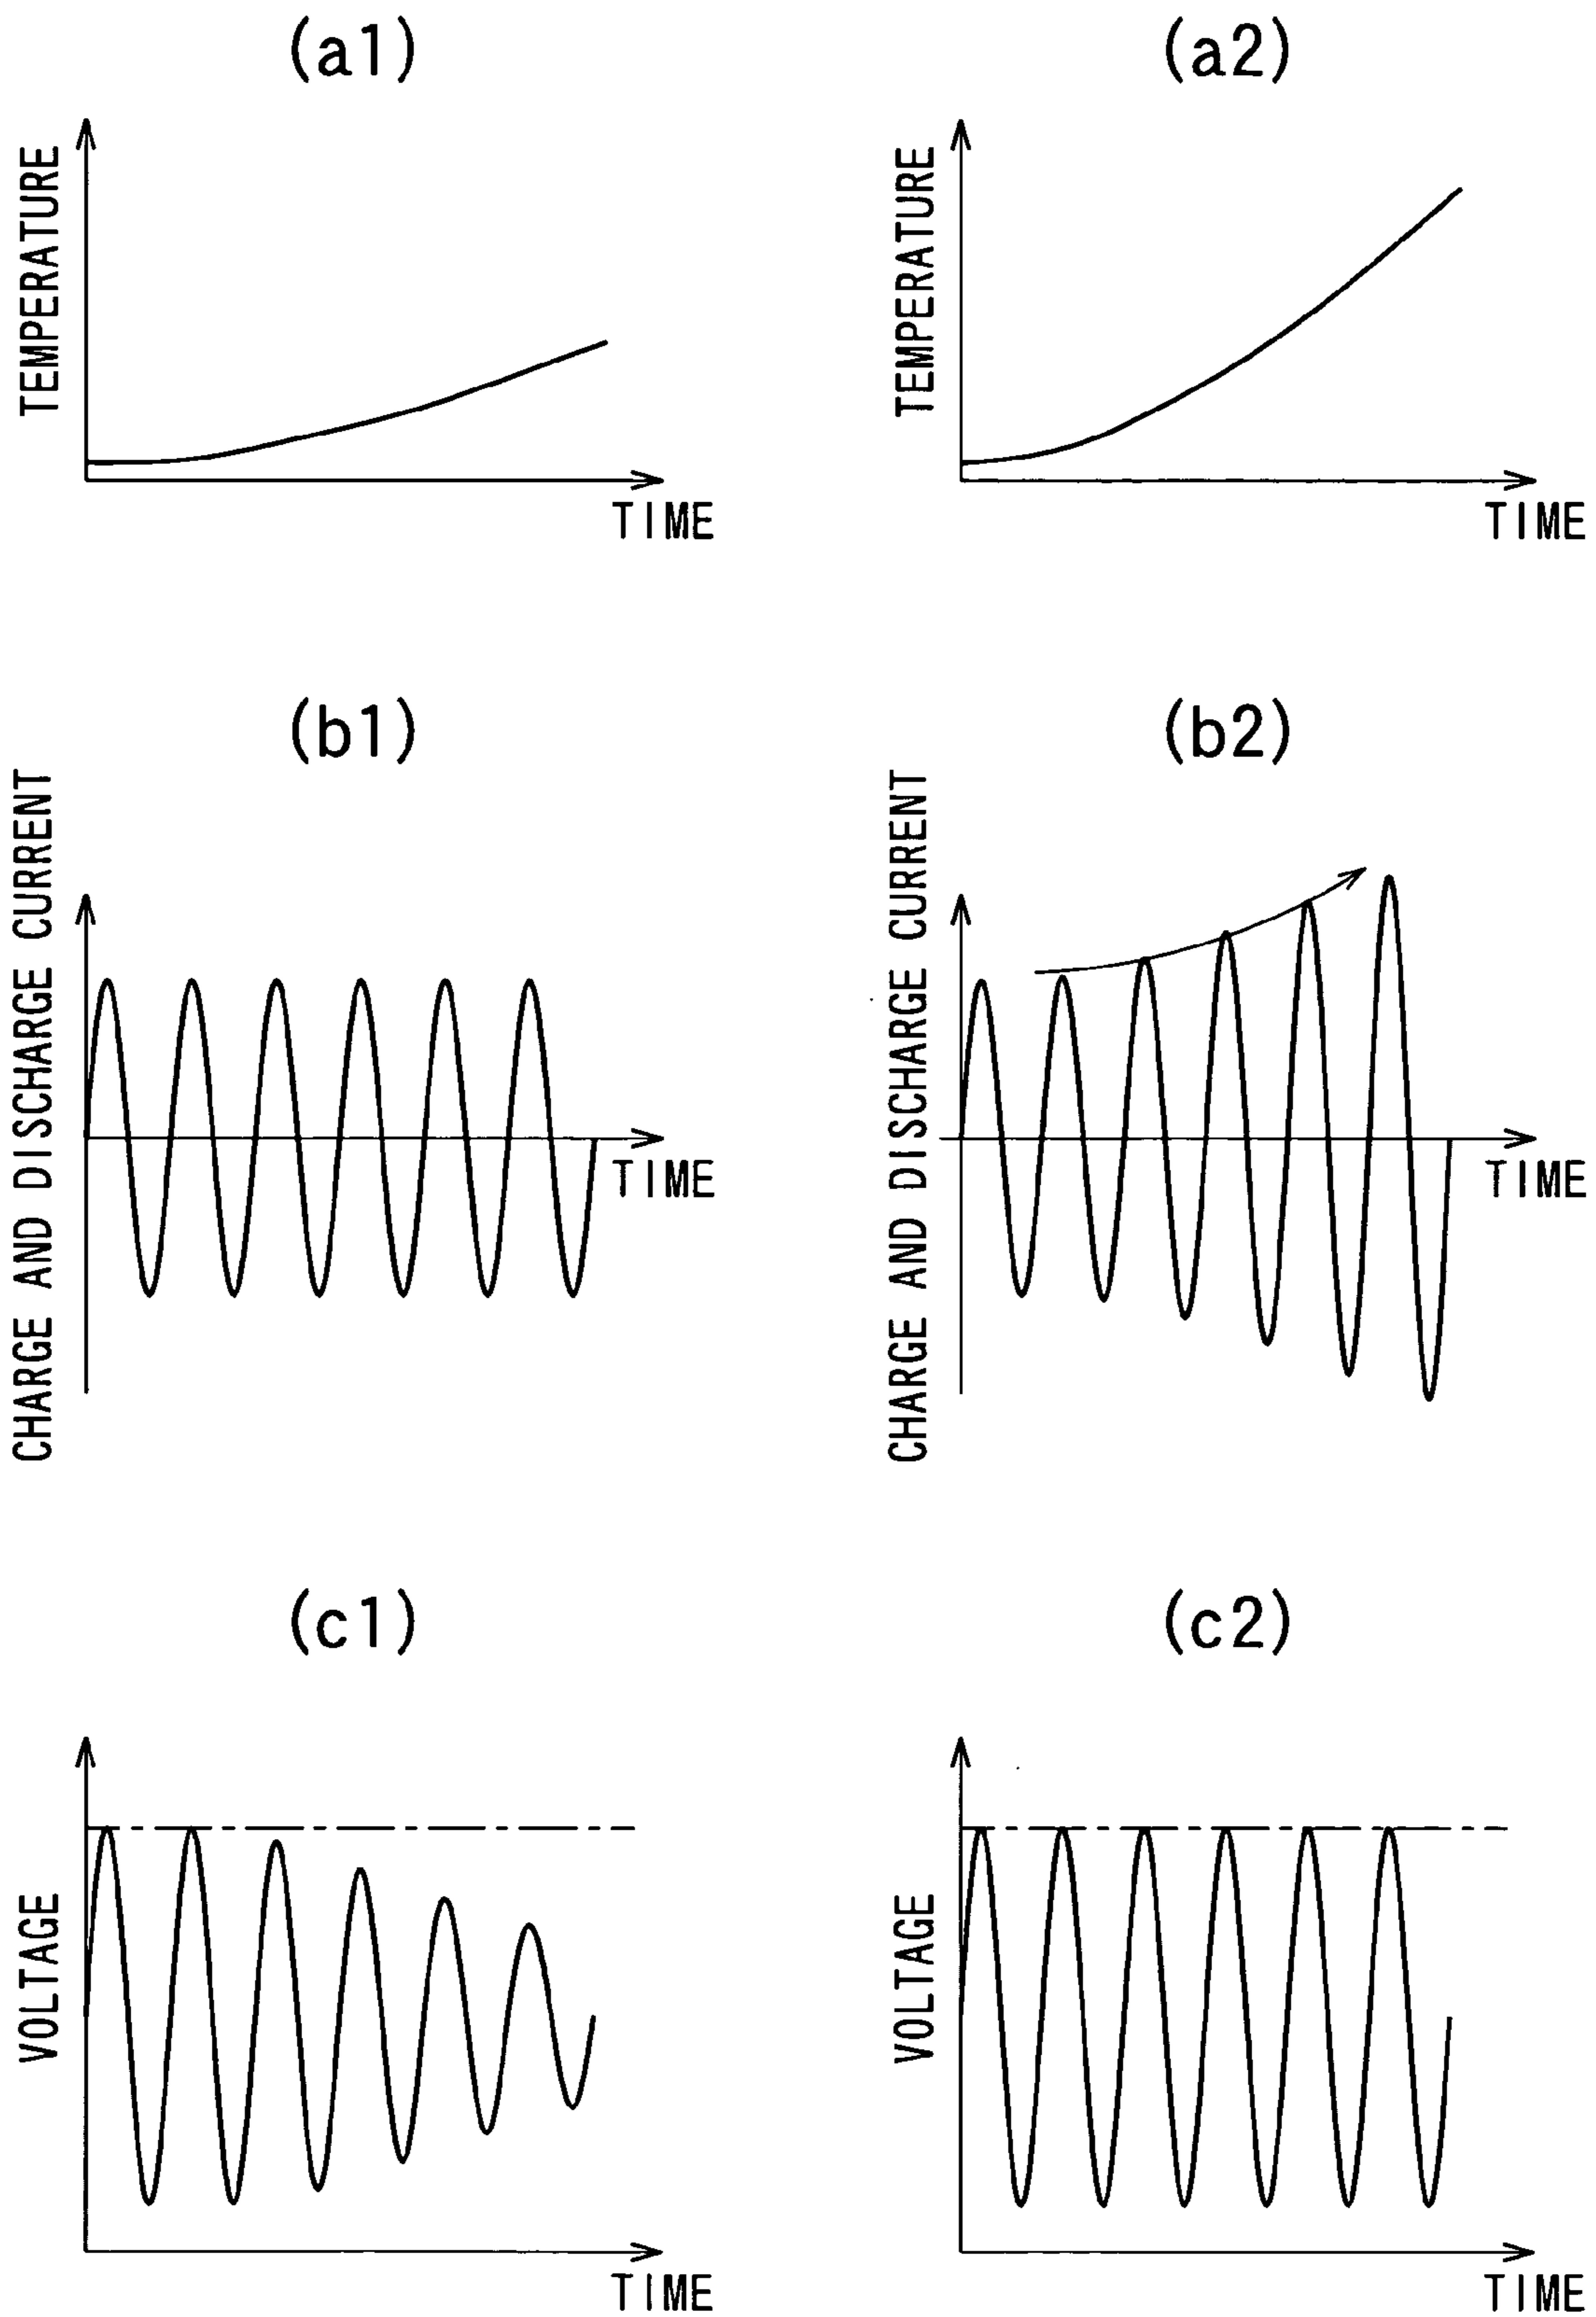 (a1)
TEMPERATURE
TIME
(a2)
TEMPERATURE
TIME
(b1)
CHARGE AND DISCHARGE CURRENT
TIME
(b2)
CHARGE AND DISCHARGE CURRENT
TIME
(c1)
VOLTAGE
TIME
(c2)
VOLTAGE
TIME